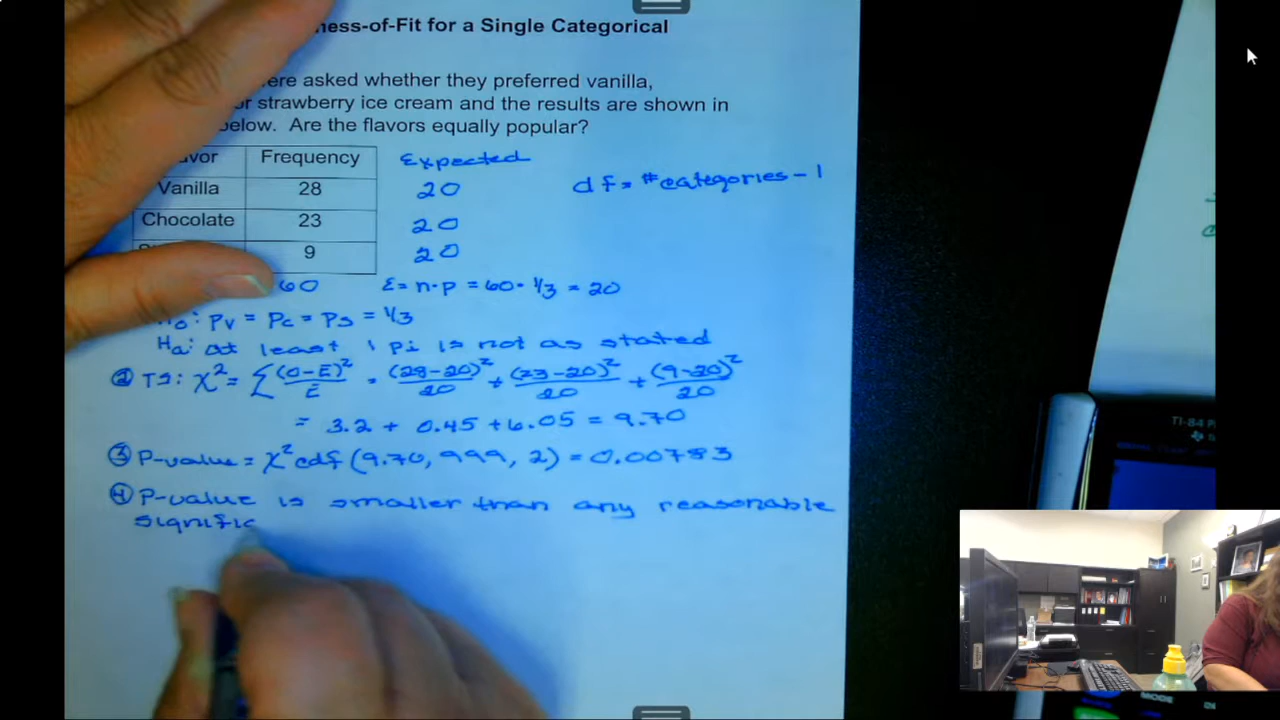 ness-of-Fit for a Single Categorical
ere asked whether they preferred vanilla,
or strawberry ice cream and the results are shown in
below. Are the flavors equally popular?
avor Frequency Expected
Vanilla 28 20
df = #categories - 1
Chocolate 23 20
9 20
60 E = n·p = 60·1/3 = 20
Ho: Pv = Pc = Ps = 1/3
Ha: At least 1 pi is not as stated
② TS: χ² = Σ(O-E)²/E = (28-20)²/20 + (23-20)²/20 + (9-20)²/20
= 3.2 + 0.45 + 6.05 = 9.70
③ P-value = χ²cdf(9.70, 999, 2) = 0.00783
④ P-value is smaller than any reasonable
signific
TI-84 P
MODE